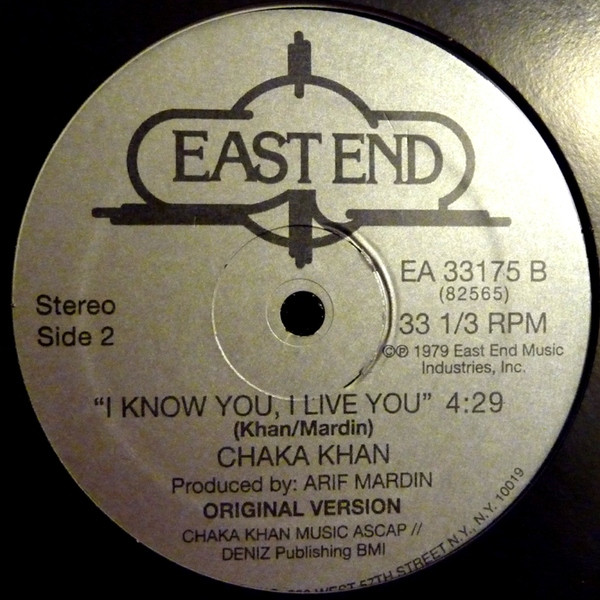 EAST END
EA 33175 B
(82565)
Stereo
Side 2
33 1/3 RPM
©℗ 1979 East End Music
Industries, Inc.
“I KNOW YOU, I LIVE YOU” 4:29
(Khan/Mardin)
CHAKA KHAN
Produced by: ARIF MARDIN
ORIGINAL VERSION
CHAKA KHAN MUSIC ASCAP //
DENIZ Publishing BMI
WEST 57TH STREET N.Y., N.Y. 10019